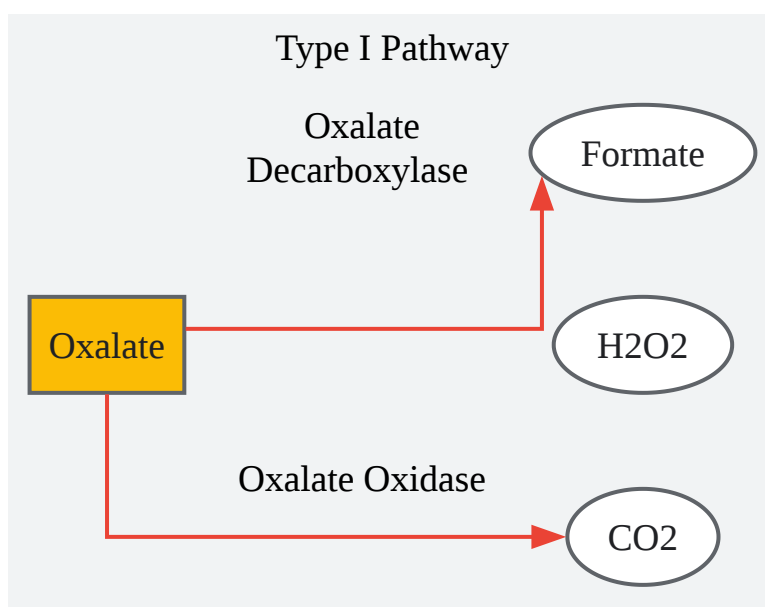 Type I Pathway
Oxalate
Decarboxylase
Formate
Oxalate
H2O2
Oxalate Oxidase
CO2